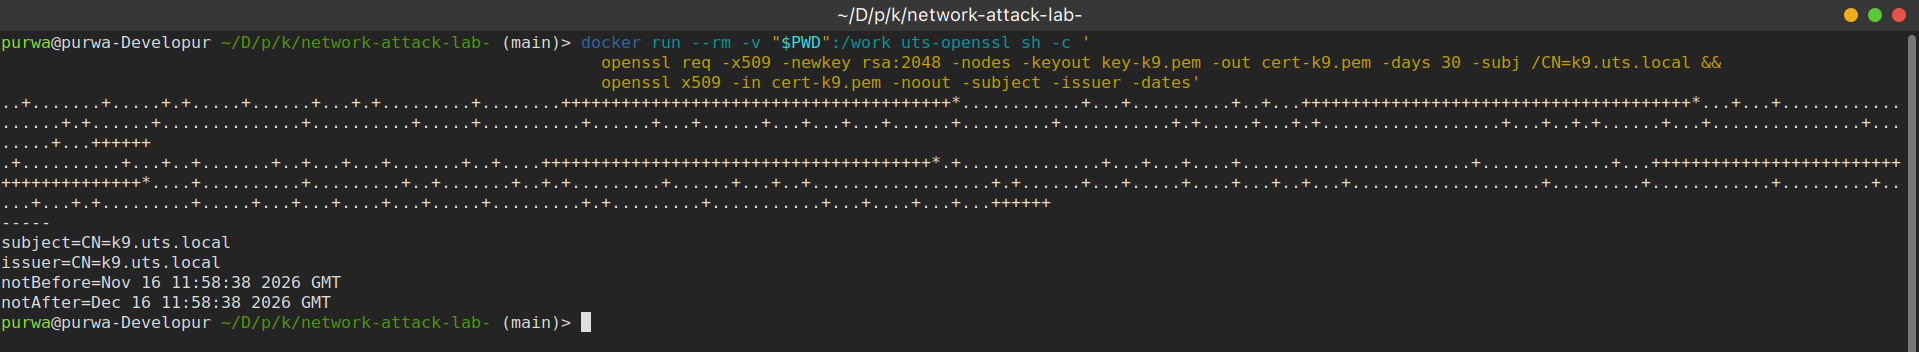 ~/D/p/k/network-attack-lab-
purwa@purwa-Developur ~/D/p/k/network-attack-lab- (main)> docker run --rm -v "$PWD":/work uts-openssl sh -c '
openssl req -x509 -newkey rsa:2048 -nodes -keyout key-k9.pem -out cert-k9.pem -days 30 -subj /CN=k9.uts.local &&
openssl x509 -in cert-k9.pem -noout -subject -issuer -dates'
..+.......+.....+.+.....+......+...+.+.........+........+++++++++++++++++++++++++++++++++++++++*............+...+..........+..+...+++++++++++++++++++++++++++++++++++++++*...+...+............
......+.+......+..............+..........+.....+..........+......+...+......+...+...+...+......+.........+...........+.+.....+...+.+..................+...+..+.+......+...+...............+...
.....+...++++++
.+..........+...+..+.......+..+...+...+.......+..+....+++++++++++++++++++++++++++++++++++++++*.+..............+...+...+....+.......................+.............+...+++++++++++++++++++++++++
++++++++++++++*....+..........+.........+..+.......+..+.+.........+......+...+..+..................+.+......+...+.....+....+...+..+...+...................+.........+............+.........+..
...+...+.+.........+.....+...+...+....+...+.....+.........+.+.........+...........+...+....+...+...++++++
-----
subject=CN=k9.uts.local
issuer=CN=k9.uts.local
notBefore=Nov 16 11:58:38 2026 GMT
notAfter=Dec 16 11:58:38 2026 GMT
purwa@purwa-Developur ~/D/p/k/network-attack-lab- (main)>